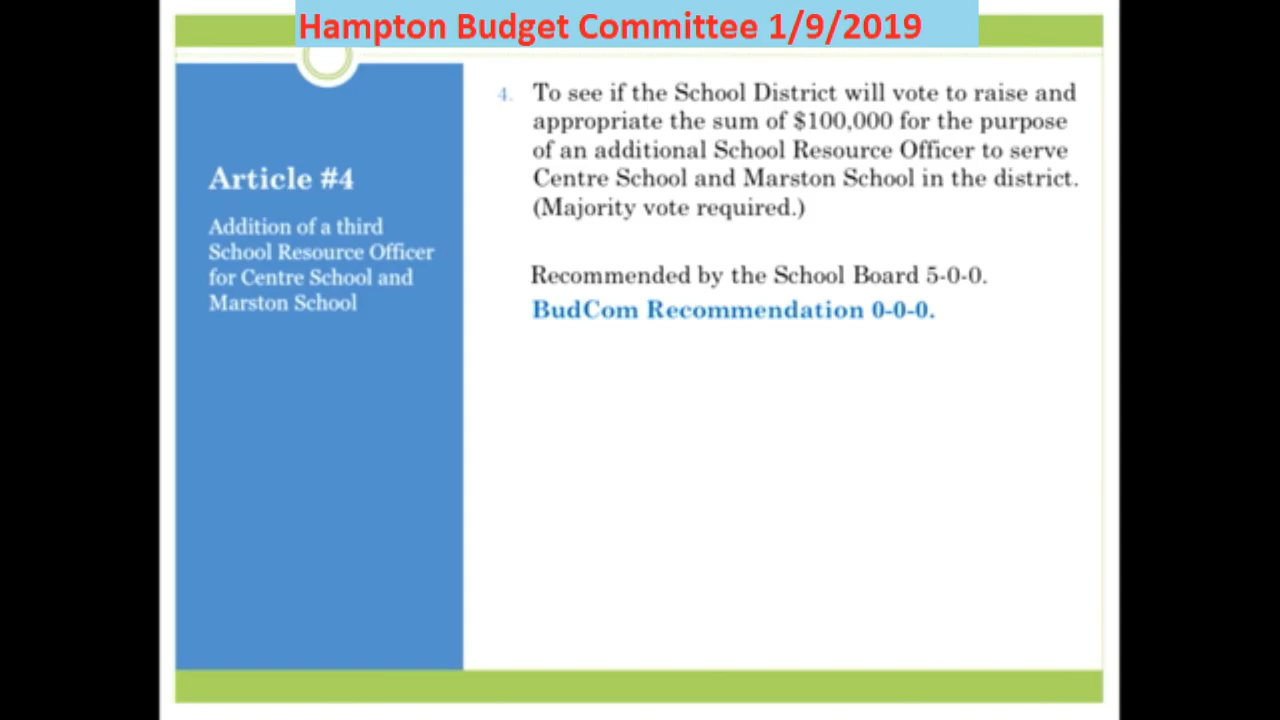 Hampton Budget Committee 1/9/2019
Article #4
Addition of a third
School Resource Officer
for Centre School and
Marston School
4. To see if the School District will vote to raise and
appropriate the sum of $100,000 for the purpose
of an additional School Resource Officer to serve
Centre School and Marston School in the district.
(Majority vote required.)
Recommended by the School Board 5-0-0.
BudCom Recommendation 0-0-0.